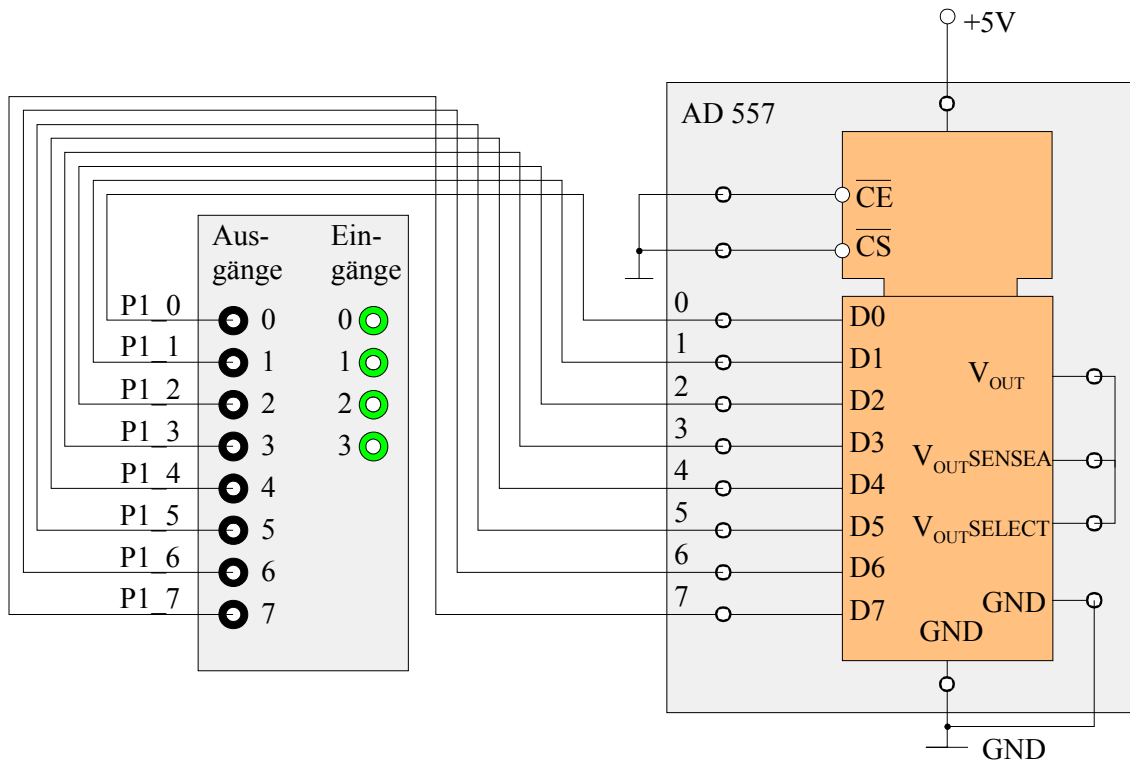 +5V
AD 557
CE
CS
Aus-
gänge
Ein-
gänge
P1_0
0
0
P1_1
1
1
P1_2
2
2
P1_3
3
3
P1_4
4
P1_5
5
P1_6
6
P1_7
7
0
D0
1
D1
2
D2
3
D3
4
D4
5
D5
6
D6
7
D7
VOUT
VOUTSENSEA
VOUTSELECT
GND
GND
GND